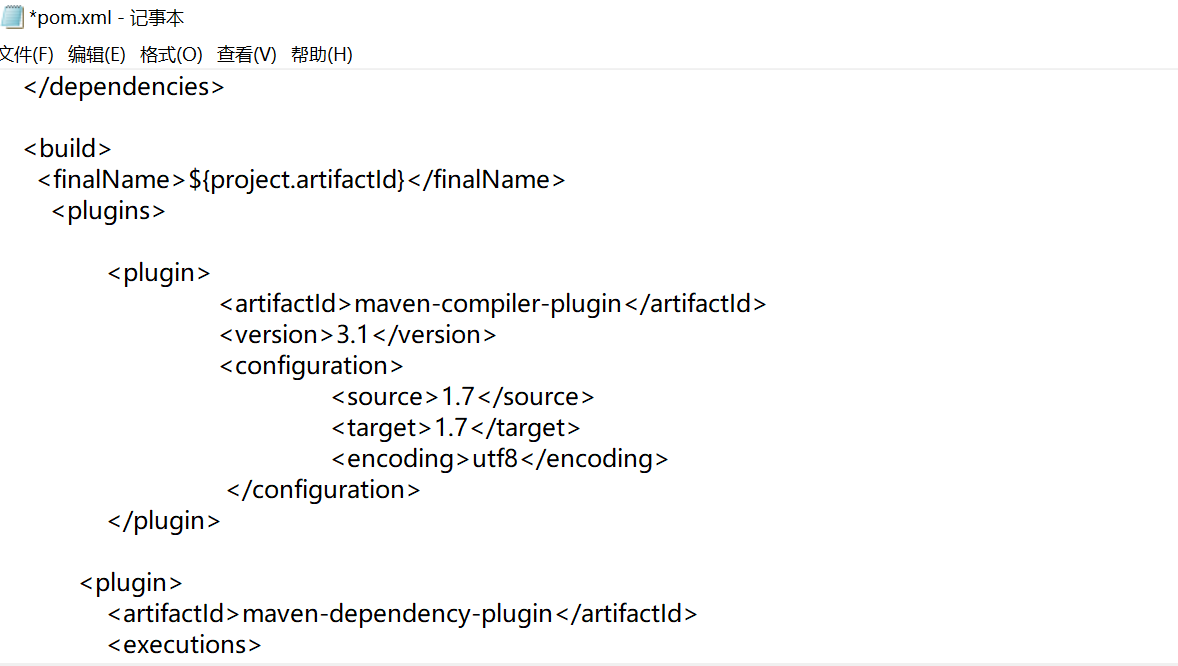 *pom.xml - 记事本
文件(F) 编辑(E) 格式(O) 查看(V) 帮助(H)
</dependencies>
<build>
<finalName>${project.artifactId}</finalName>
<plugins>
<plugin>
<artifactId>maven-compiler-plugin</artifactId>
<version>3.1</version>
<configuration>
<source>1.7</source>
<target>1.7</target>
<encoding>utf8</encoding>
</configuration>
</plugin>
<plugin>
<artifactId>maven-dependency-plugin</artifactId>
<executions>